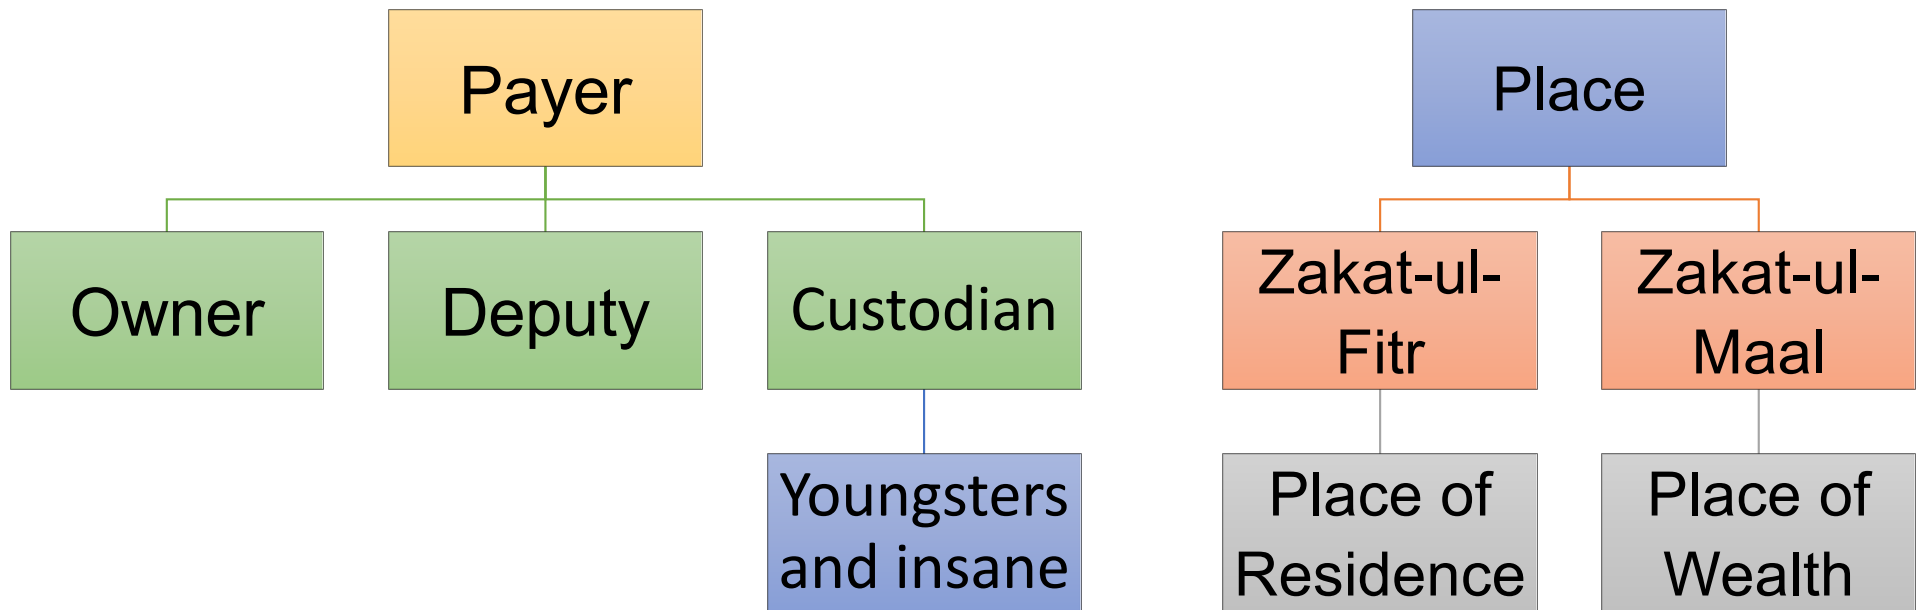 Payer
Owner
Deputy
Custodian
Youngsters
and insane
Place
Zakat-ul-
Fitr
Zakat-ul-
Maal
Place of
Residence
Place of
Wealth